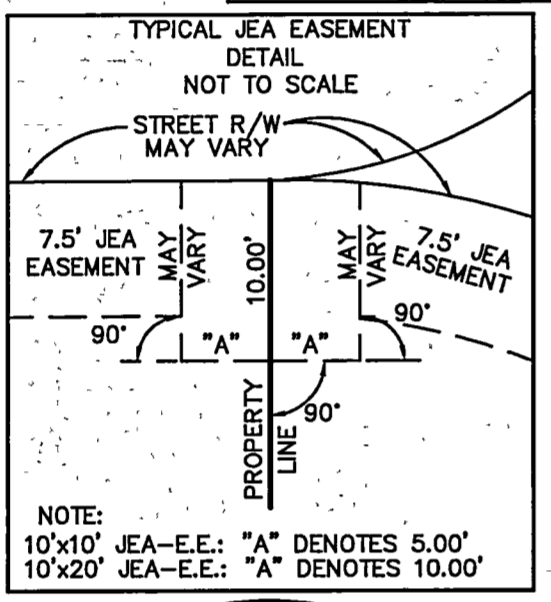 TYPICAL JEA EASEMENT
DETAIL
NOT TO SCALE
STREET R/W
MAY VARY
7.5' JEA
EASEMENT
MAY
VARY
10.00'
MAY
VARY
7.5' JEA
EASEMENT
90°
"A"
"A"
90°
90°
PROPERTY
LINE
NOTE:
10'x10' JEA-E.E.: "A" DENOTES 5.00'
10'x20' JEA-E.E.: "A" DENOTES 10.00'